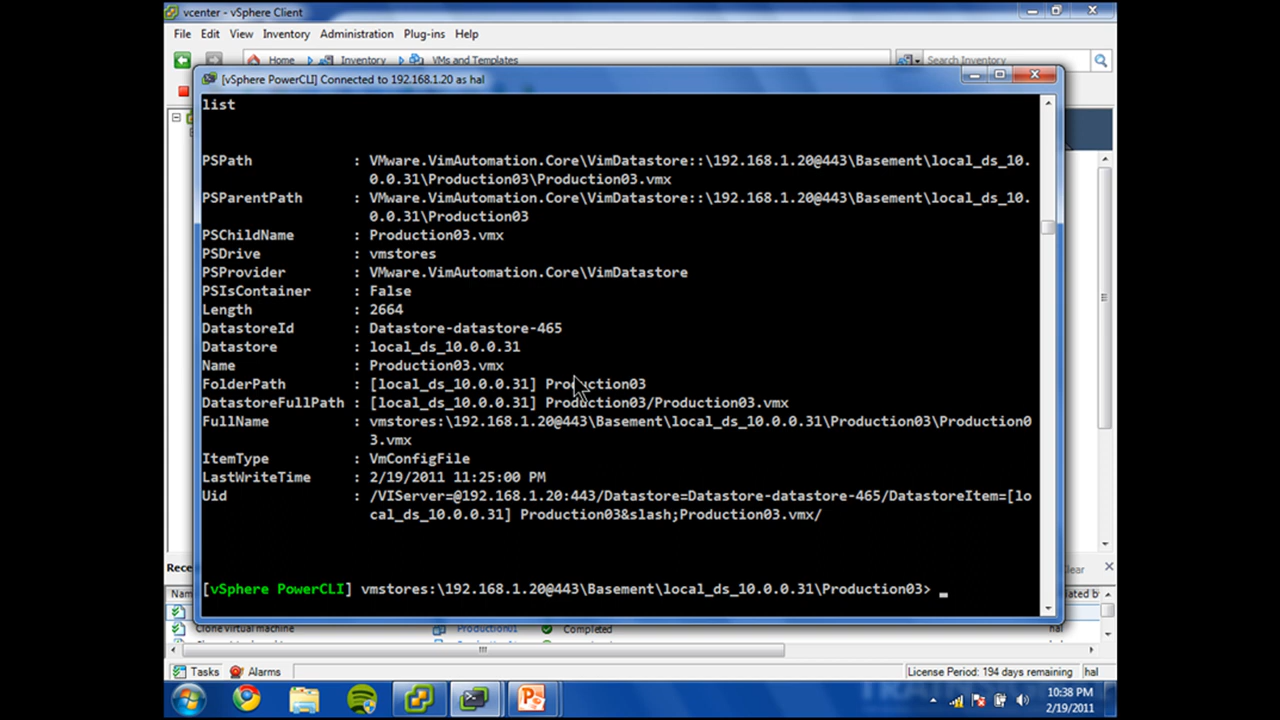 vcenter - vSphere Client
File Edit View Inventory Administration Plug-ins Help
Home Inventory VMs and Templates Search Inventory
[vSphere PowerCLI] Connected to 192.168.1.20 as hal
list
PSPath : VMware.VimAutomation.Core\VimDatastore::\192.168.1.20@443\Basement\local_ds_10.
0.0.31\Production03\Production03.vmx
PSParentPath : VMware.VimAutomation.Core\VimDatastore::\192.168.1.20@443\Basement\local_ds_10.
0.0.31\Production03
PSChildName : Production03.vmx
PSDrive : vmstores
PSProvider : VMware.VimAutomation.Core\VimDatastore
PSIsContainer : False
Length : 2664
DatastoreId : Datastore-datastore-465
Datastore : local_ds_10.0.0.31
Name : Production03.vmx
FolderPath : [local_ds_10.0.0.31] Production03
DatastoreFullPath : [local_ds_10.0.0.31] Production03/Production03.vmx
FullName : vmstores:\192.168.1.20@443\Basement\local_ds_10.0.0.31\Production03\Production0
3.vmx
ItemType : VmConfigFile
LastWriteTime : 2/19/2011 11:25:00 PM
Uid : /VIServer=@192.168.1.20:443/Datastore=Datastore-datastore-465/DatastoreItem=[lo
cal_ds_10.0.0.31] Production03&slash;Production03.vmx/
[vSphere PowerCLI] vmstores:\192.168.1.20@443\Basement\local_ds_10.0.0.31\Production03> _
Clone virtual machine Production01 Completed hal
Tasks Alarms License Period: 194 days remaining hal
10:38 PM
2/19/2011